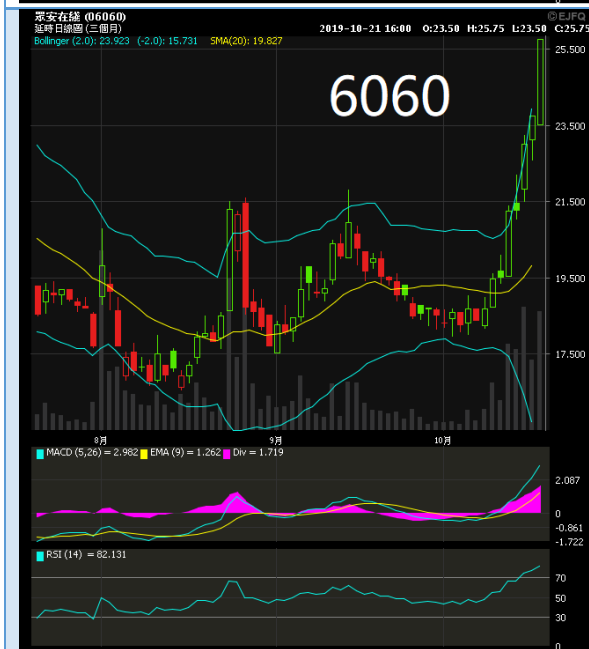 眾安在綫 (06060)
©EJFQ
延時日線圖 (三個月)
2019-10-21 16:00 O:23.50 H:25.75 L:23.50 C:25.75
Bollinger (2.0): 23.923 (-2.0): 15.731 SMA(20): 19.827
25.500
6060
23.500
21.500
19.500
17.500
8月 9月 10月
MACD (5,26) = 2.982 EMA (9) = 1.262 Div = 1.719
2.087
0
-0.861
-1.722
RSI (14) = 82.131
70
50
30
0